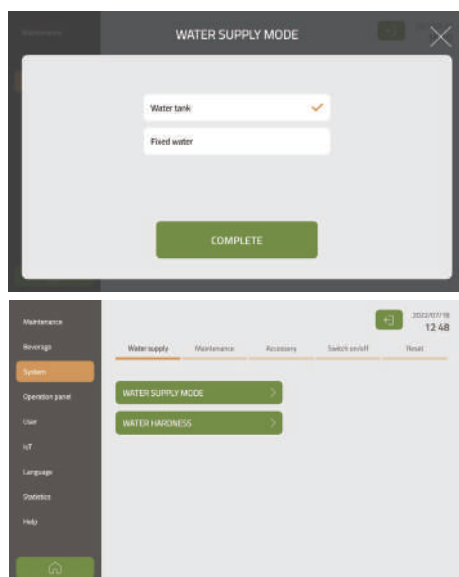 Maintenance
WATER SUPPLY MODE
Water tank
Fixed water
COMPLETE
Maintenance
2022/07/18
12 48
Beverage
Water supply Maintenance Accessory Switch on/off Reset
System
Operation panel
WATER SUPPLY MODE
User
WATER HARDNESS
IoT
Language
Statistics
Help